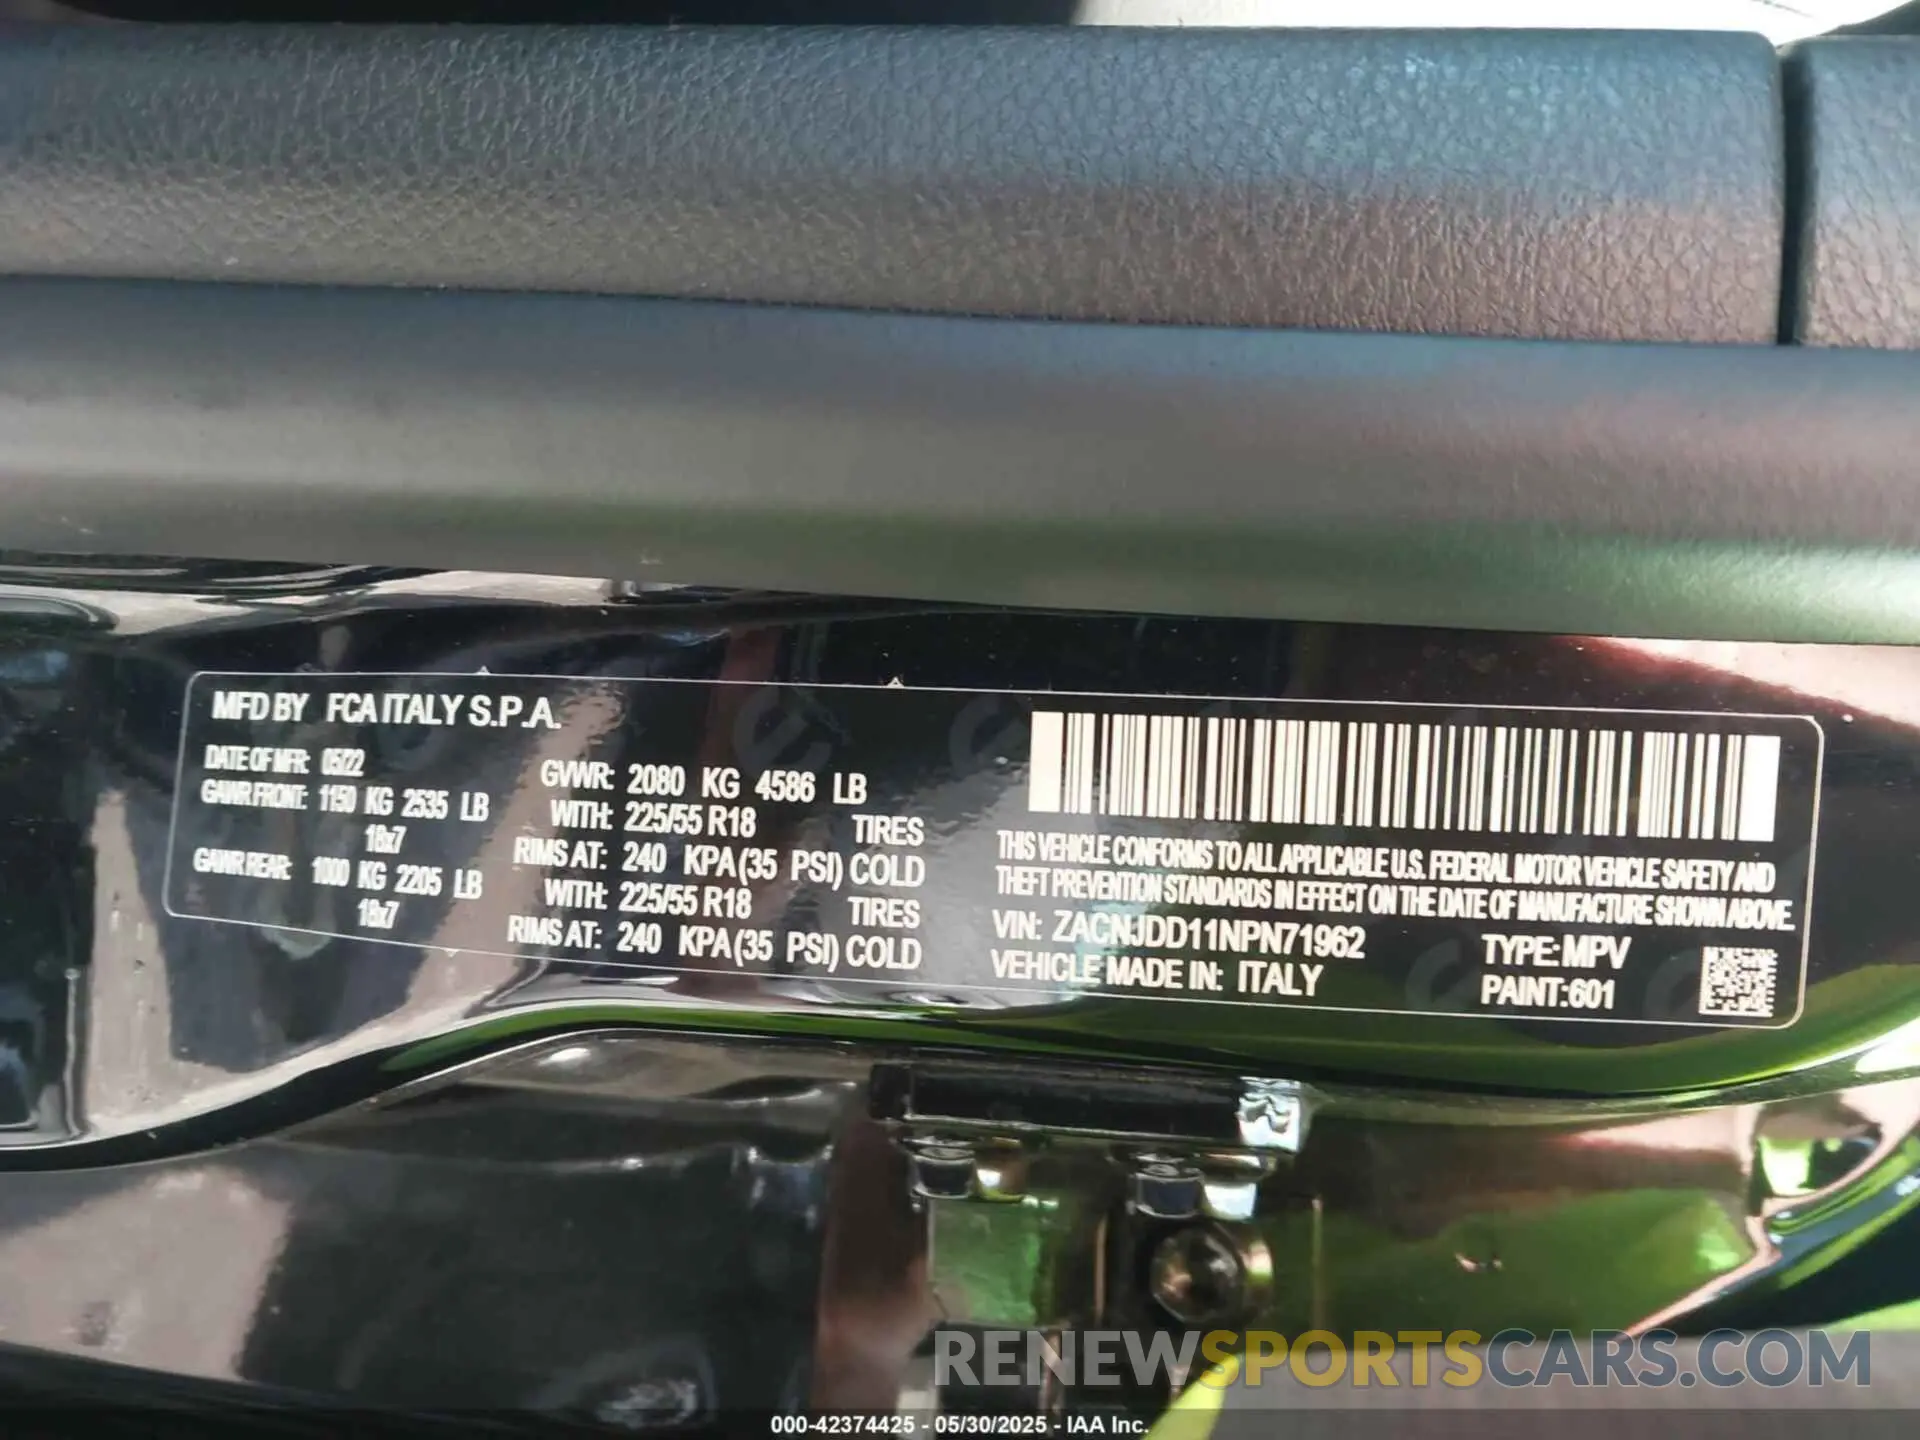 MFD BY FCA ITALY S.P.A.
DATE OF MFR: 05/22
GAWR FRONT: 1150 KG 2535 LB
18x7
GAWR REAR: 1000 KG 2205 LB
18x7
GVWR: 2080 KG 4586 LB
WITH: 225/55 R18 TIRES
RIMS AT: 240 KPA (35 PSI) COLD
WITH: 225/55 R18 TIRES
RIMS AT: 240 KPA (35 PSI) COLD
THIS VEHICLE CONFORMS TO ALL APPLICABLE U.S. FEDERAL MOTOR VEHICLE SAFETY AND
THEFT PREVENTION STANDARDS IN EFFECT ON THE DATE OF MANUFACTURE SHOWN ABOVE.
VIN: ZACNJDD11NPN71962 TYPE: MPV
VEHICLE MADE IN: ITALY PAINT: 601
RENEWSPORTSCARS.COM
000-42374425 - 05/30/2025 - IAA Inc.